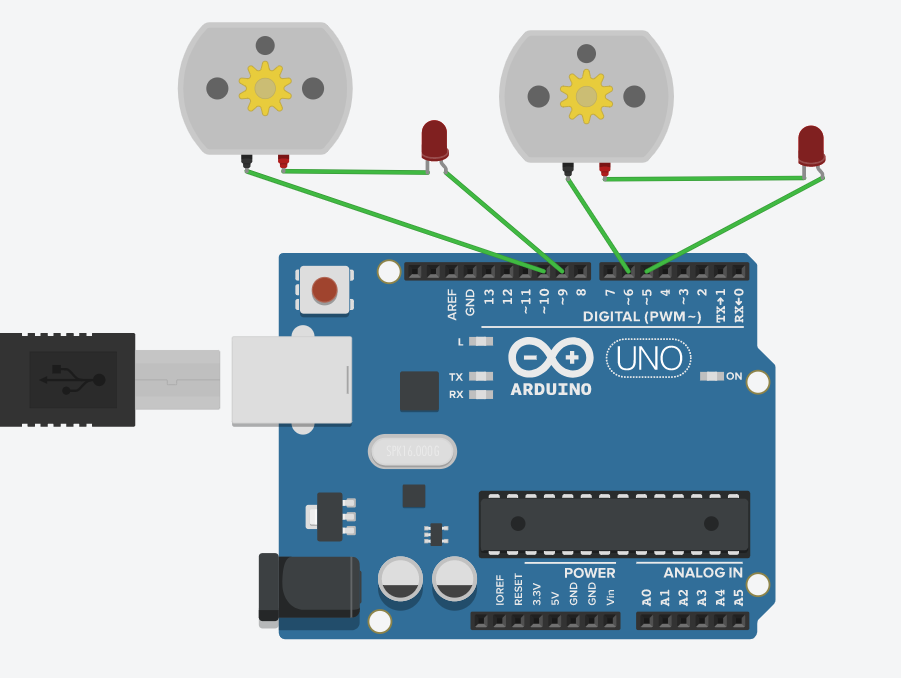 AREF
GND
13
12
~11
~10
~9
8
7
~6
~5
4
~3
2
TX→1
RX←0
DIGITAL (PWM~)
L
TX
RX
ARDUINO
UNO
ON
SPK16.000G
POWER
ANALOG IN
IOREF
RESET
3.3V
5V
GND
GND
Vin
A0
A1
A2
A3
A4
A5